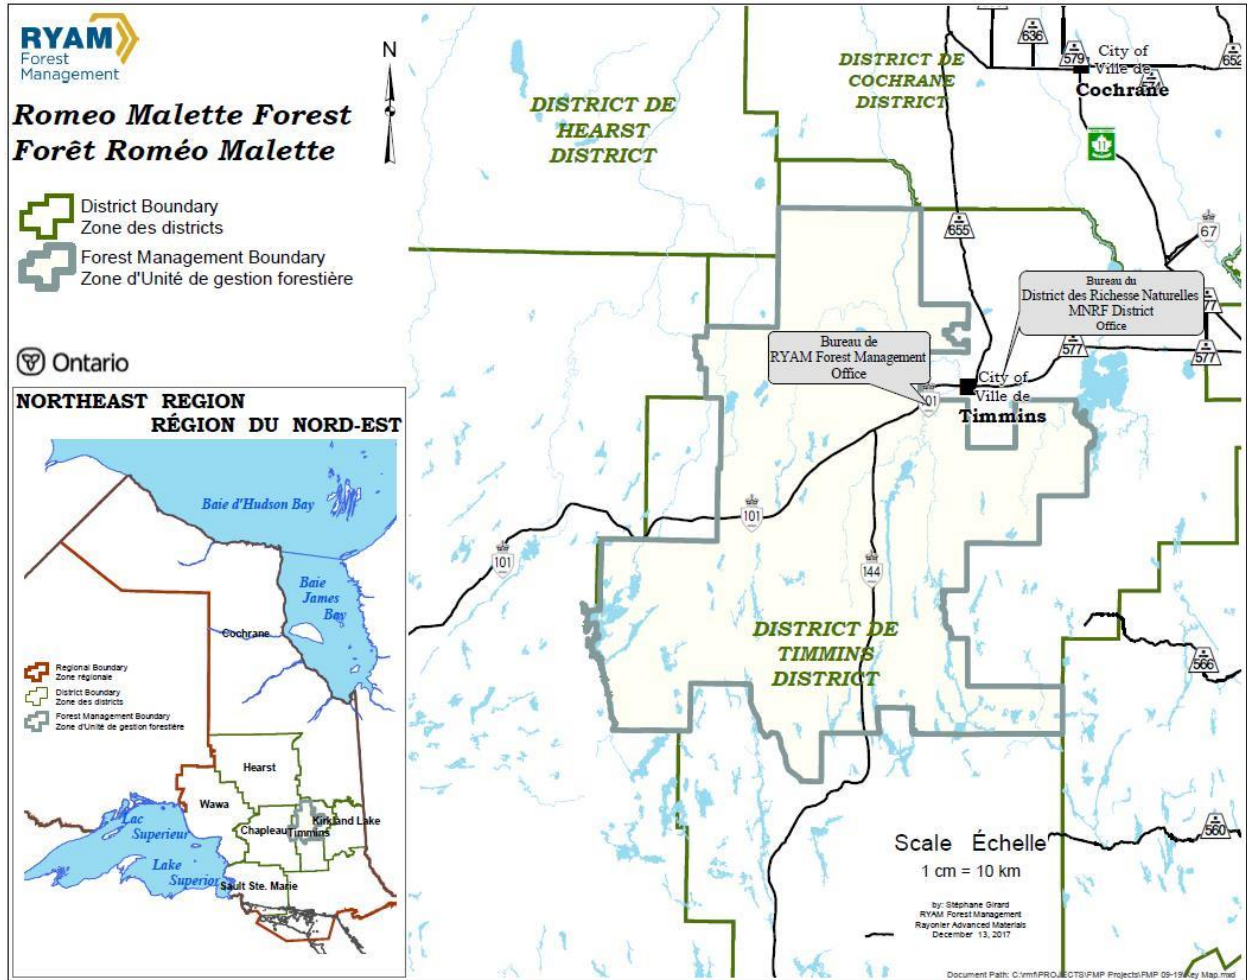 RYAM
Forest
Management
Romeo Malette Forest
Forêt Roméo Malette
N
District Boundary
Zone des districts
Forest Management Boundary
Zone d'Unité de gestion forestière
Ontario
NORTHEAST REGION
RÉGION DU NORD-EST
Baie d'Hudson Bay
Baie
James
Bay
Cochrane
Regional Boundary
Zone régionale
District Boundary
Zone des districts
Forest Management Boundary
Zone d'Unité de gestion forestière
Hearst
Wawa
Chapleau
Timmins
Kirkland Lake
Lac
Superieur
Lake
Superior
Sault Ste. Marie
DISTRICT DE
HEARST
DISTRICT
DISTRICT DE
COCHRANE
DISTRICT
636
579
652
City of
Ville de
Cochrane
11
655
67
Bureau du
District des Richesse Naturelles
MNRF District
Office
577
577
Bureau de
RYAM Forest Management
Office
City of
Ville de
Timmins
101
101
144
DISTRICT DE
TIMMINS
DISTRICT
566
560
Scale Échelle
1 cm = 10 km
by: Stéphane Girard
RYAM Forest Management
Rayonier Advanced Materials
December 13, 2017